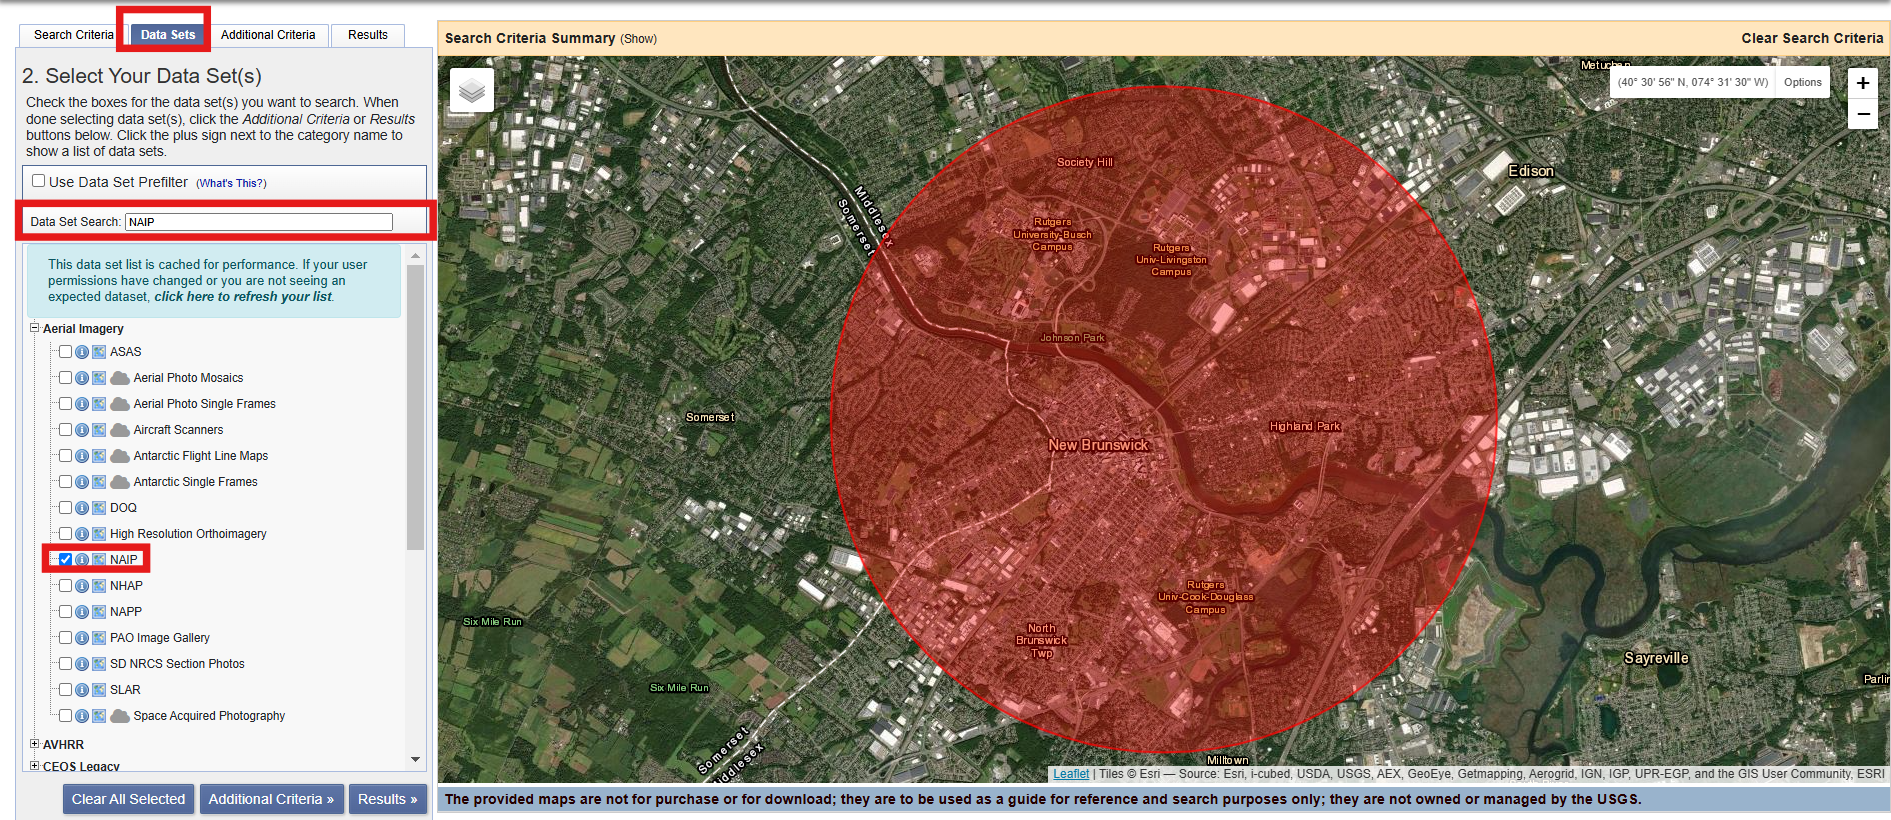 Search Criteria
Data Sets
Additional Criteria
Results
2. Select Your Data Set(s)
Check the boxes for the data set(s) you want to search. When
done selecting data set(s), click the Additional Criteria or Results
buttons below. Click the plus sign next to the category name to
show a list of data sets.
Use Data Set Prefilter (What's This?)
Data Set Search: NAIP
This data set list is cached for performance. If your user
permissions have changed or you are not seeing an
expected dataset, click here to refresh your list.
Aerial Imagery
ASAS
Aerial Photo Mosaics
Aerial Photo Single Frames
Aircraft Scanners
Antarctic Flight Line Maps
Antarctic Single Frames
DOQ
High Resolution Orthoimagery
NAIP
NHAP
NAPP
PAO Image Gallery
SD NRCS Section Photos
SLAR
Space Acquired Photography
AVHRR
CEOS Legacy
Clear All Selected
Additional Criteria »
Results »
Search Criteria Summary (Show)
Clear Search Criteria
Metuchen
(40° 30' 56" N, 074° 31' 30" W)
Options
+
−
Society Hill
Edison
Middlesex
Somerset
Rutgers
University-Busch
Campus
Rutgers
Univ-Livingston
Campus
Johnson Park
Somerset
Highland Park
New Brunswick
Rutgers
Univ-Cook-Douglass
Campus
Six Mile Run
North
Brunswick
Twp
Sayreville
Six Mile Run
Parlin
Somerset
Middlesex
Milltown
Leaflet | Tiles © Esri — Source: Esri, i-cubed, USDA, USGS, AEX, GeoEye, Getmapping, Aerogrid, IGN, IGP, UPR-EGP, and the GIS User Community, ESRI
The provided maps are not for purchase or for download; they are to be used as a guide for reference and search purposes only; they are not owned or managed by the USGS.